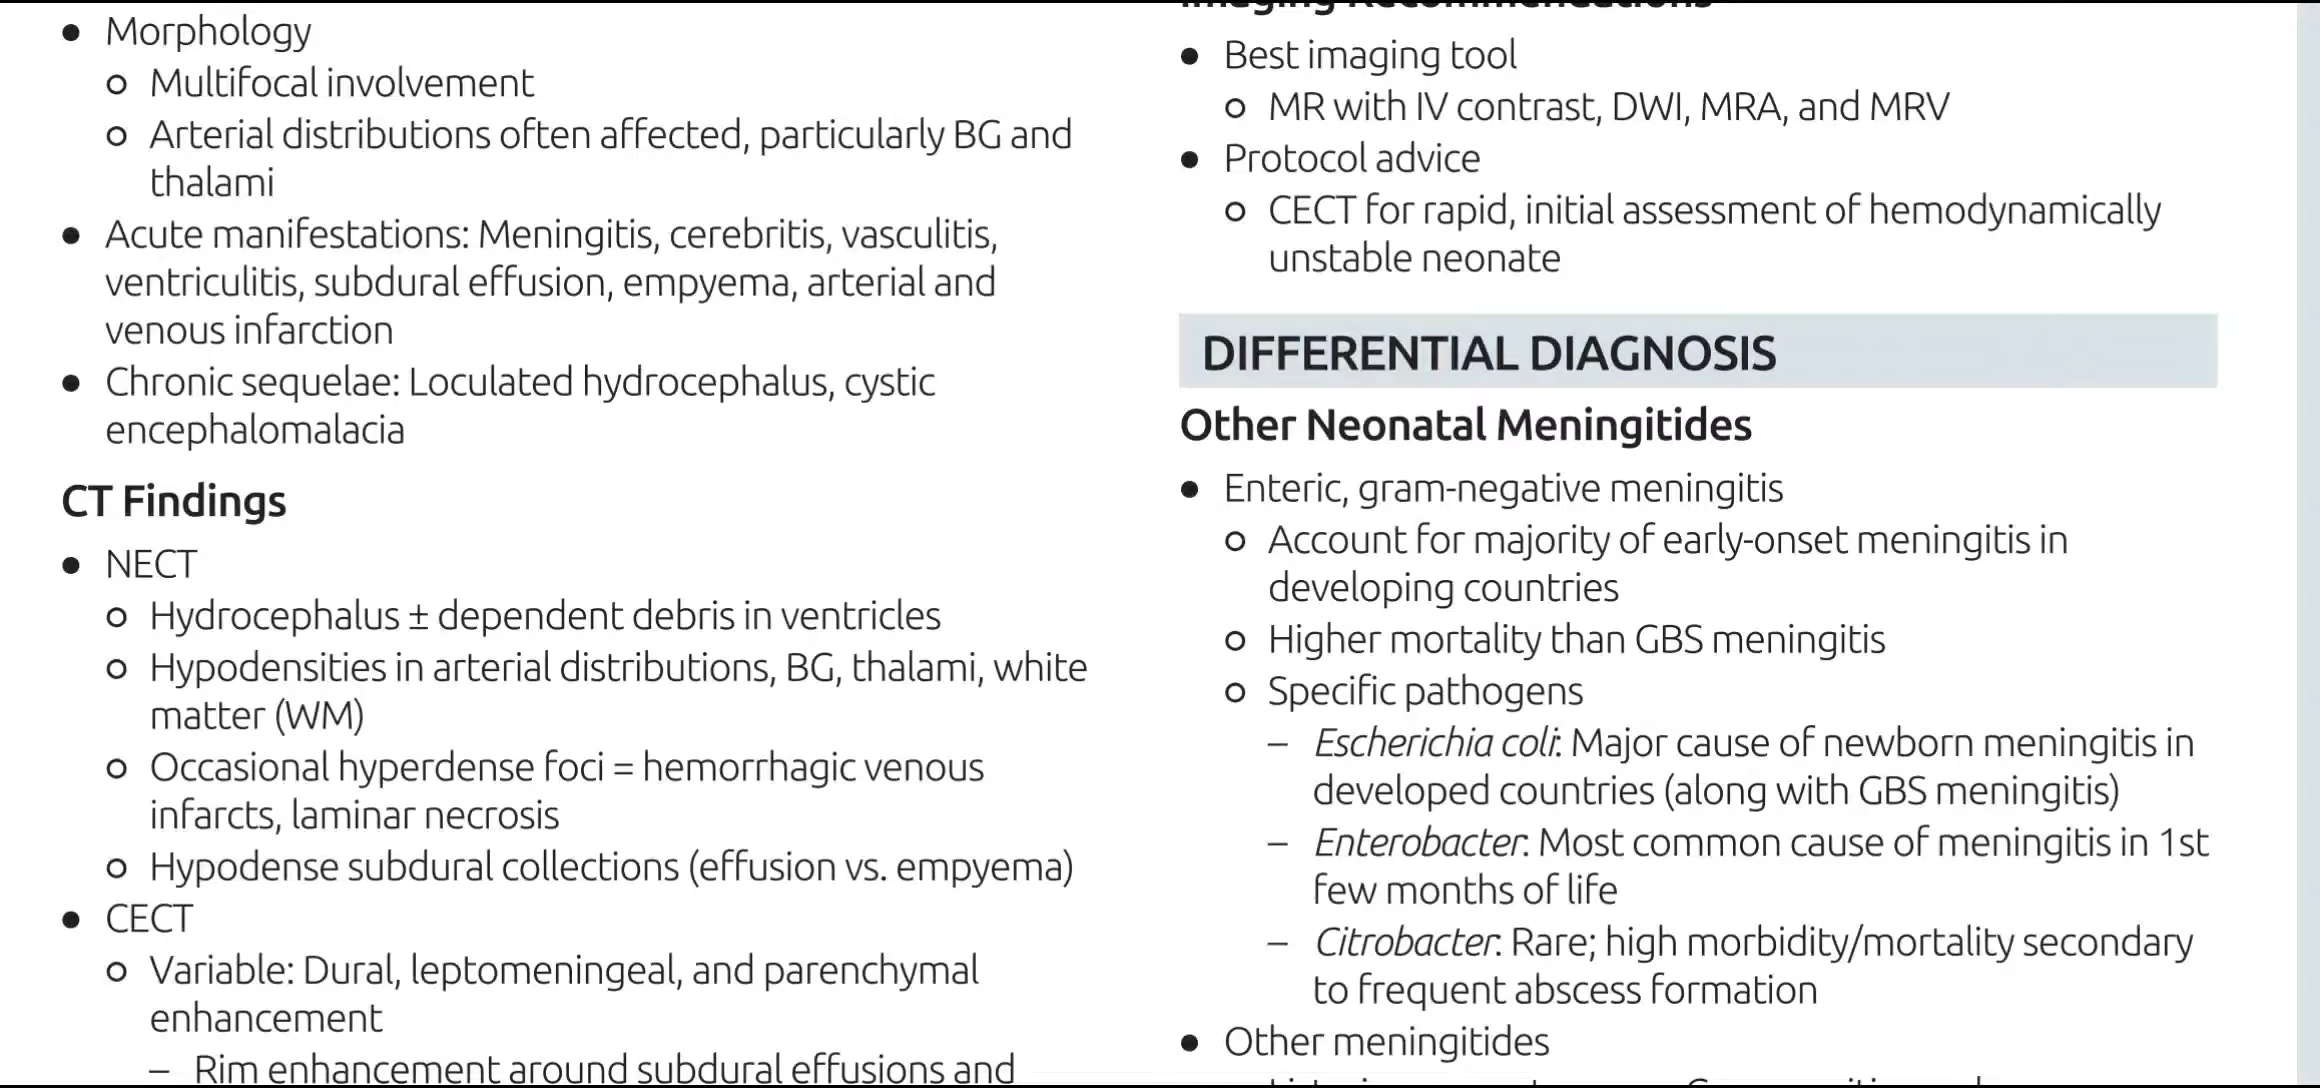 ● Morphology
○ Multifocal involvement
○ Arterial distributions often affected, particularly BG and
thalami
● Acute manifestations: Meningitis, cerebritis, vasculitis,
ventriculitis, subdural effusion, empyema, arterial and
venous infarction
● Chronic sequelae: Loculated hydrocephalus, cystic
encephalomalacia
CT Findings
● NECT
○ Hydrocephalus ± dependent debris in ventricles
○ Hypodensities in arterial distributions, BG, thalami, white
matter (WM)
○ Occasional hyperdense foci = hemorrhagic venous
infarcts, laminar necrosis
○ Hypodense subdural collections (effusion vs. empyema)
● CECT
○ Variable: Dural, leptomeningeal, and parenchymal
enhancement
– Rim enhancement around subdural effusions and
Imaging Recommendations
● Best imaging tool
○ MR with IV contrast, DWI, MRA, and MRV
● Protocol advice
○ CECT for rapid, initial assessment of hemodynamically
unstable neonate
DIFFERENTIAL DIAGNOSIS
Other Neonatal Meningitides
● Enteric, gram-negative meningitis
○ Account for majority of early-onset meningitis in
developing countries
○ Higher mortality than GBS meningitis
○ Specific pathogens
– Escherichia coli: Major cause of newborn meningitis in
developed countries (along with GBS meningitis)
– Enterobacter: Most common cause of meningitis in 1st
few months of life
– Citrobacter: Rare; high morbidity/mortality secondary
to frequent abscess formation
● Other meningitides